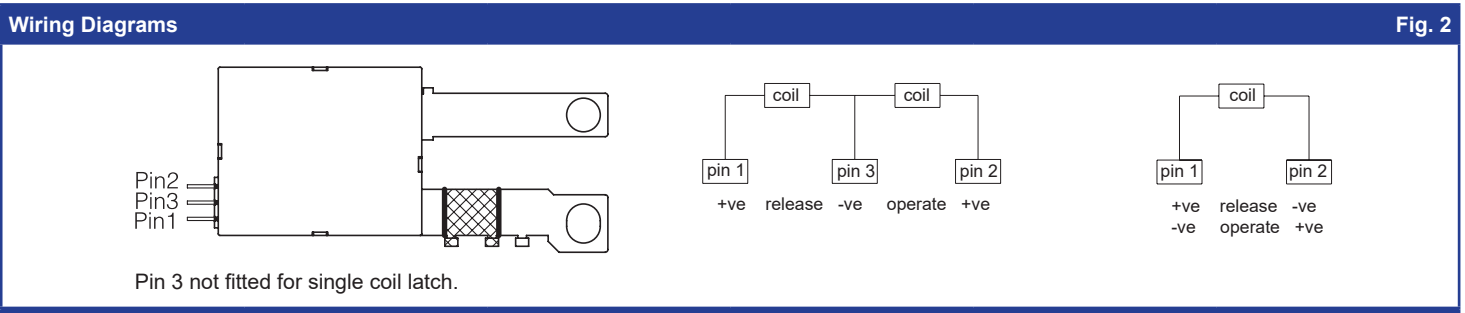 Wiring Diagrams Fig. 2
Pin2
Pin3
Pin1
Pin 3 not fitted for single coil latch.
coil coil
pin 1 pin 3 pin 2
+ve release -ve operate +ve
coil
pin 1 pin 2
+ve release -ve
-ve operate +ve